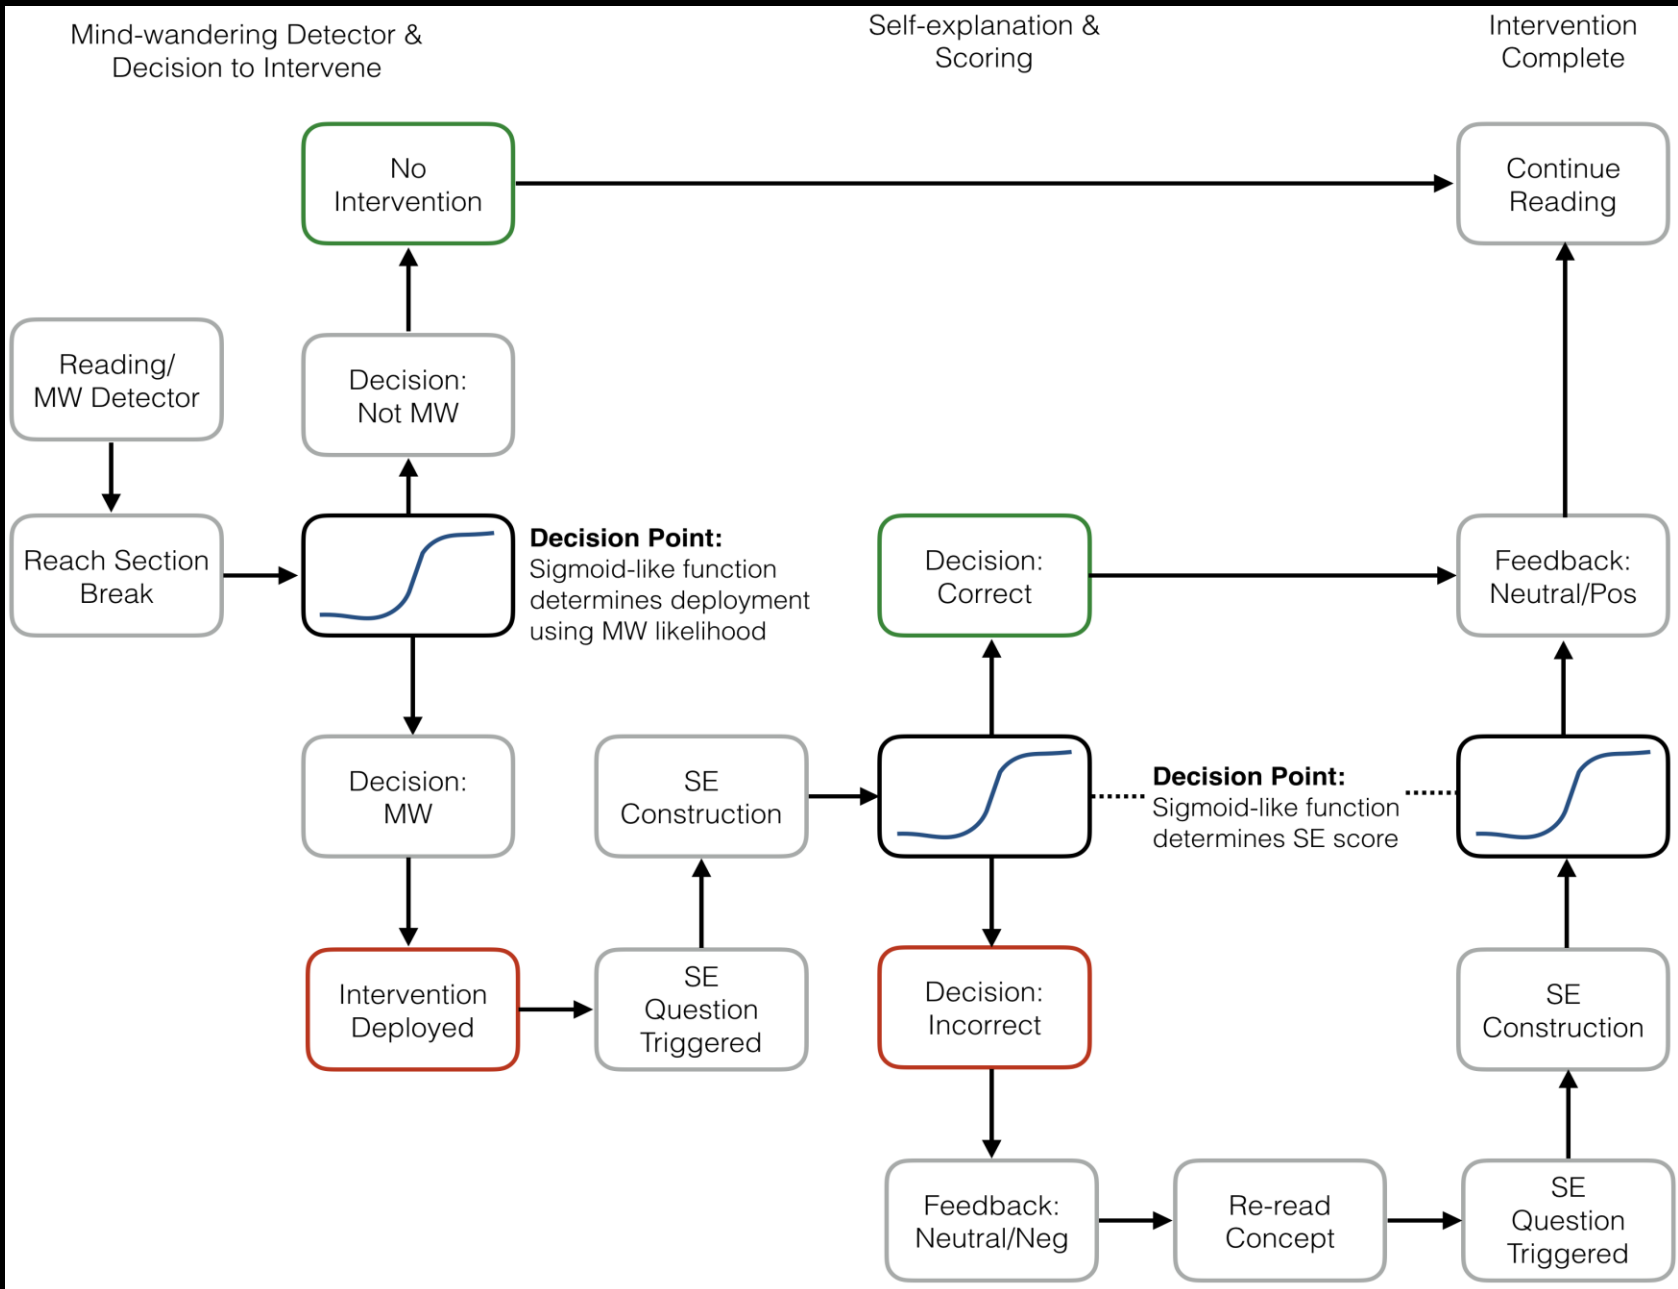 Mind-wandering Detector &
Decision to Intervene
Self-explanation &
Scoring
Intervention
Complete
No
Intervention
Continue
Reading
Reading/
MW Detector
Decision:
Not MW
Reach Section
Break
Decision Point:
Sigmoid-like function
determines deployment
using MW likelihood
Decision:
Correct
Feedback:
Neutral/Pos
Decision:
MW
SE
Construction
Decision Point:
Sigmoid-like function
determines SE score
Intervention
Deployed
SE
Question
Triggered
Decision:
Incorrect
SE
Construction
Feedback:
Neutral/Neg
Re-read
Concept
SE
Question
Triggered